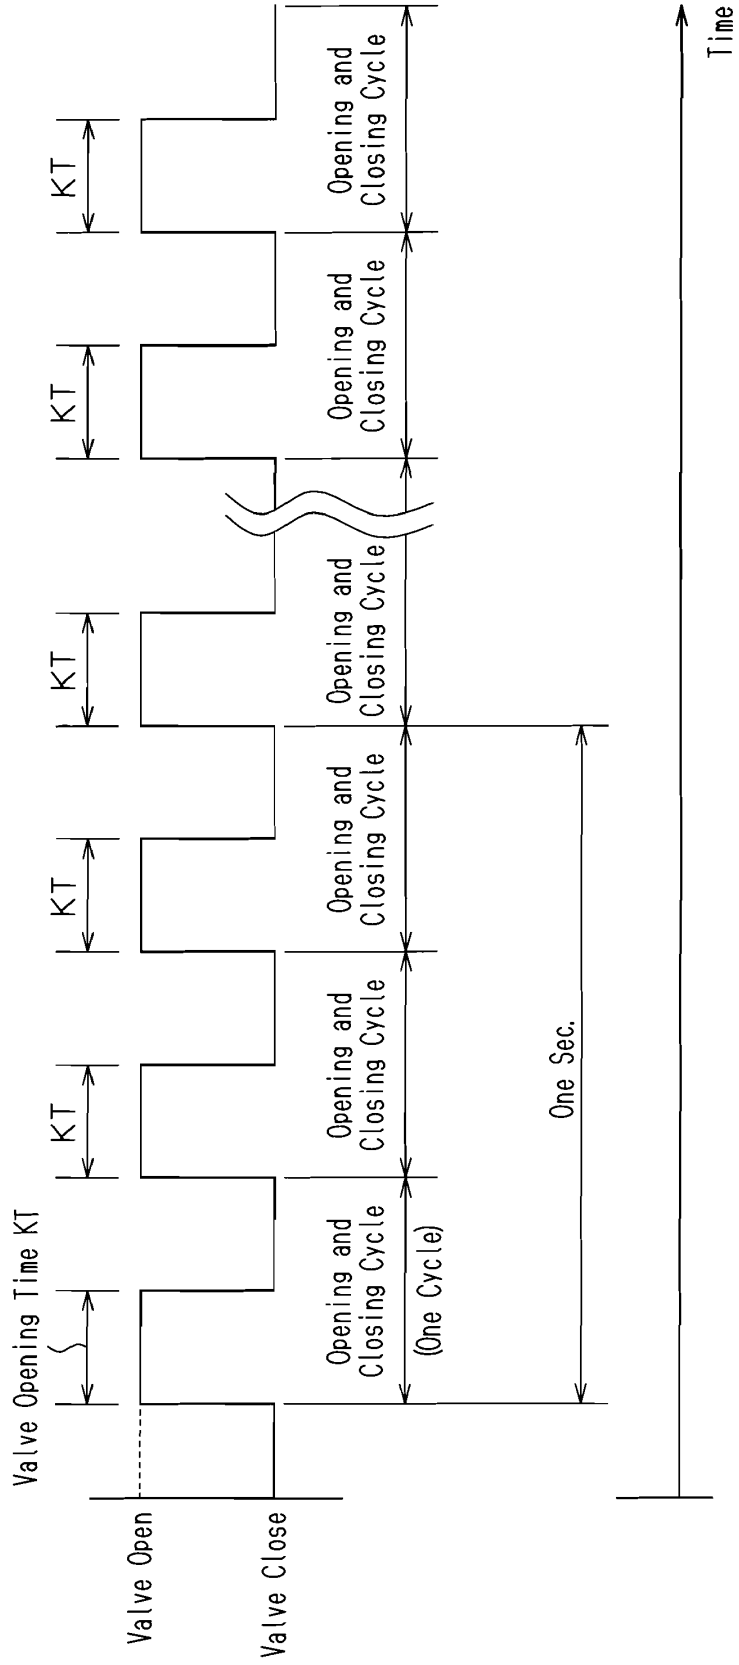 Valve Opening Time KT
KT
KT
KT
KT
KT
Valve Open
Valve Close
Opening and
Closing Cycle
(One Cycle)
Opening and
Closing Cycle
Opening and
Closing Cycle
Opening and
Closing Cycle
Opening and
Closing Cycle
Opening and
Closing Cycle
One Sec.
Time